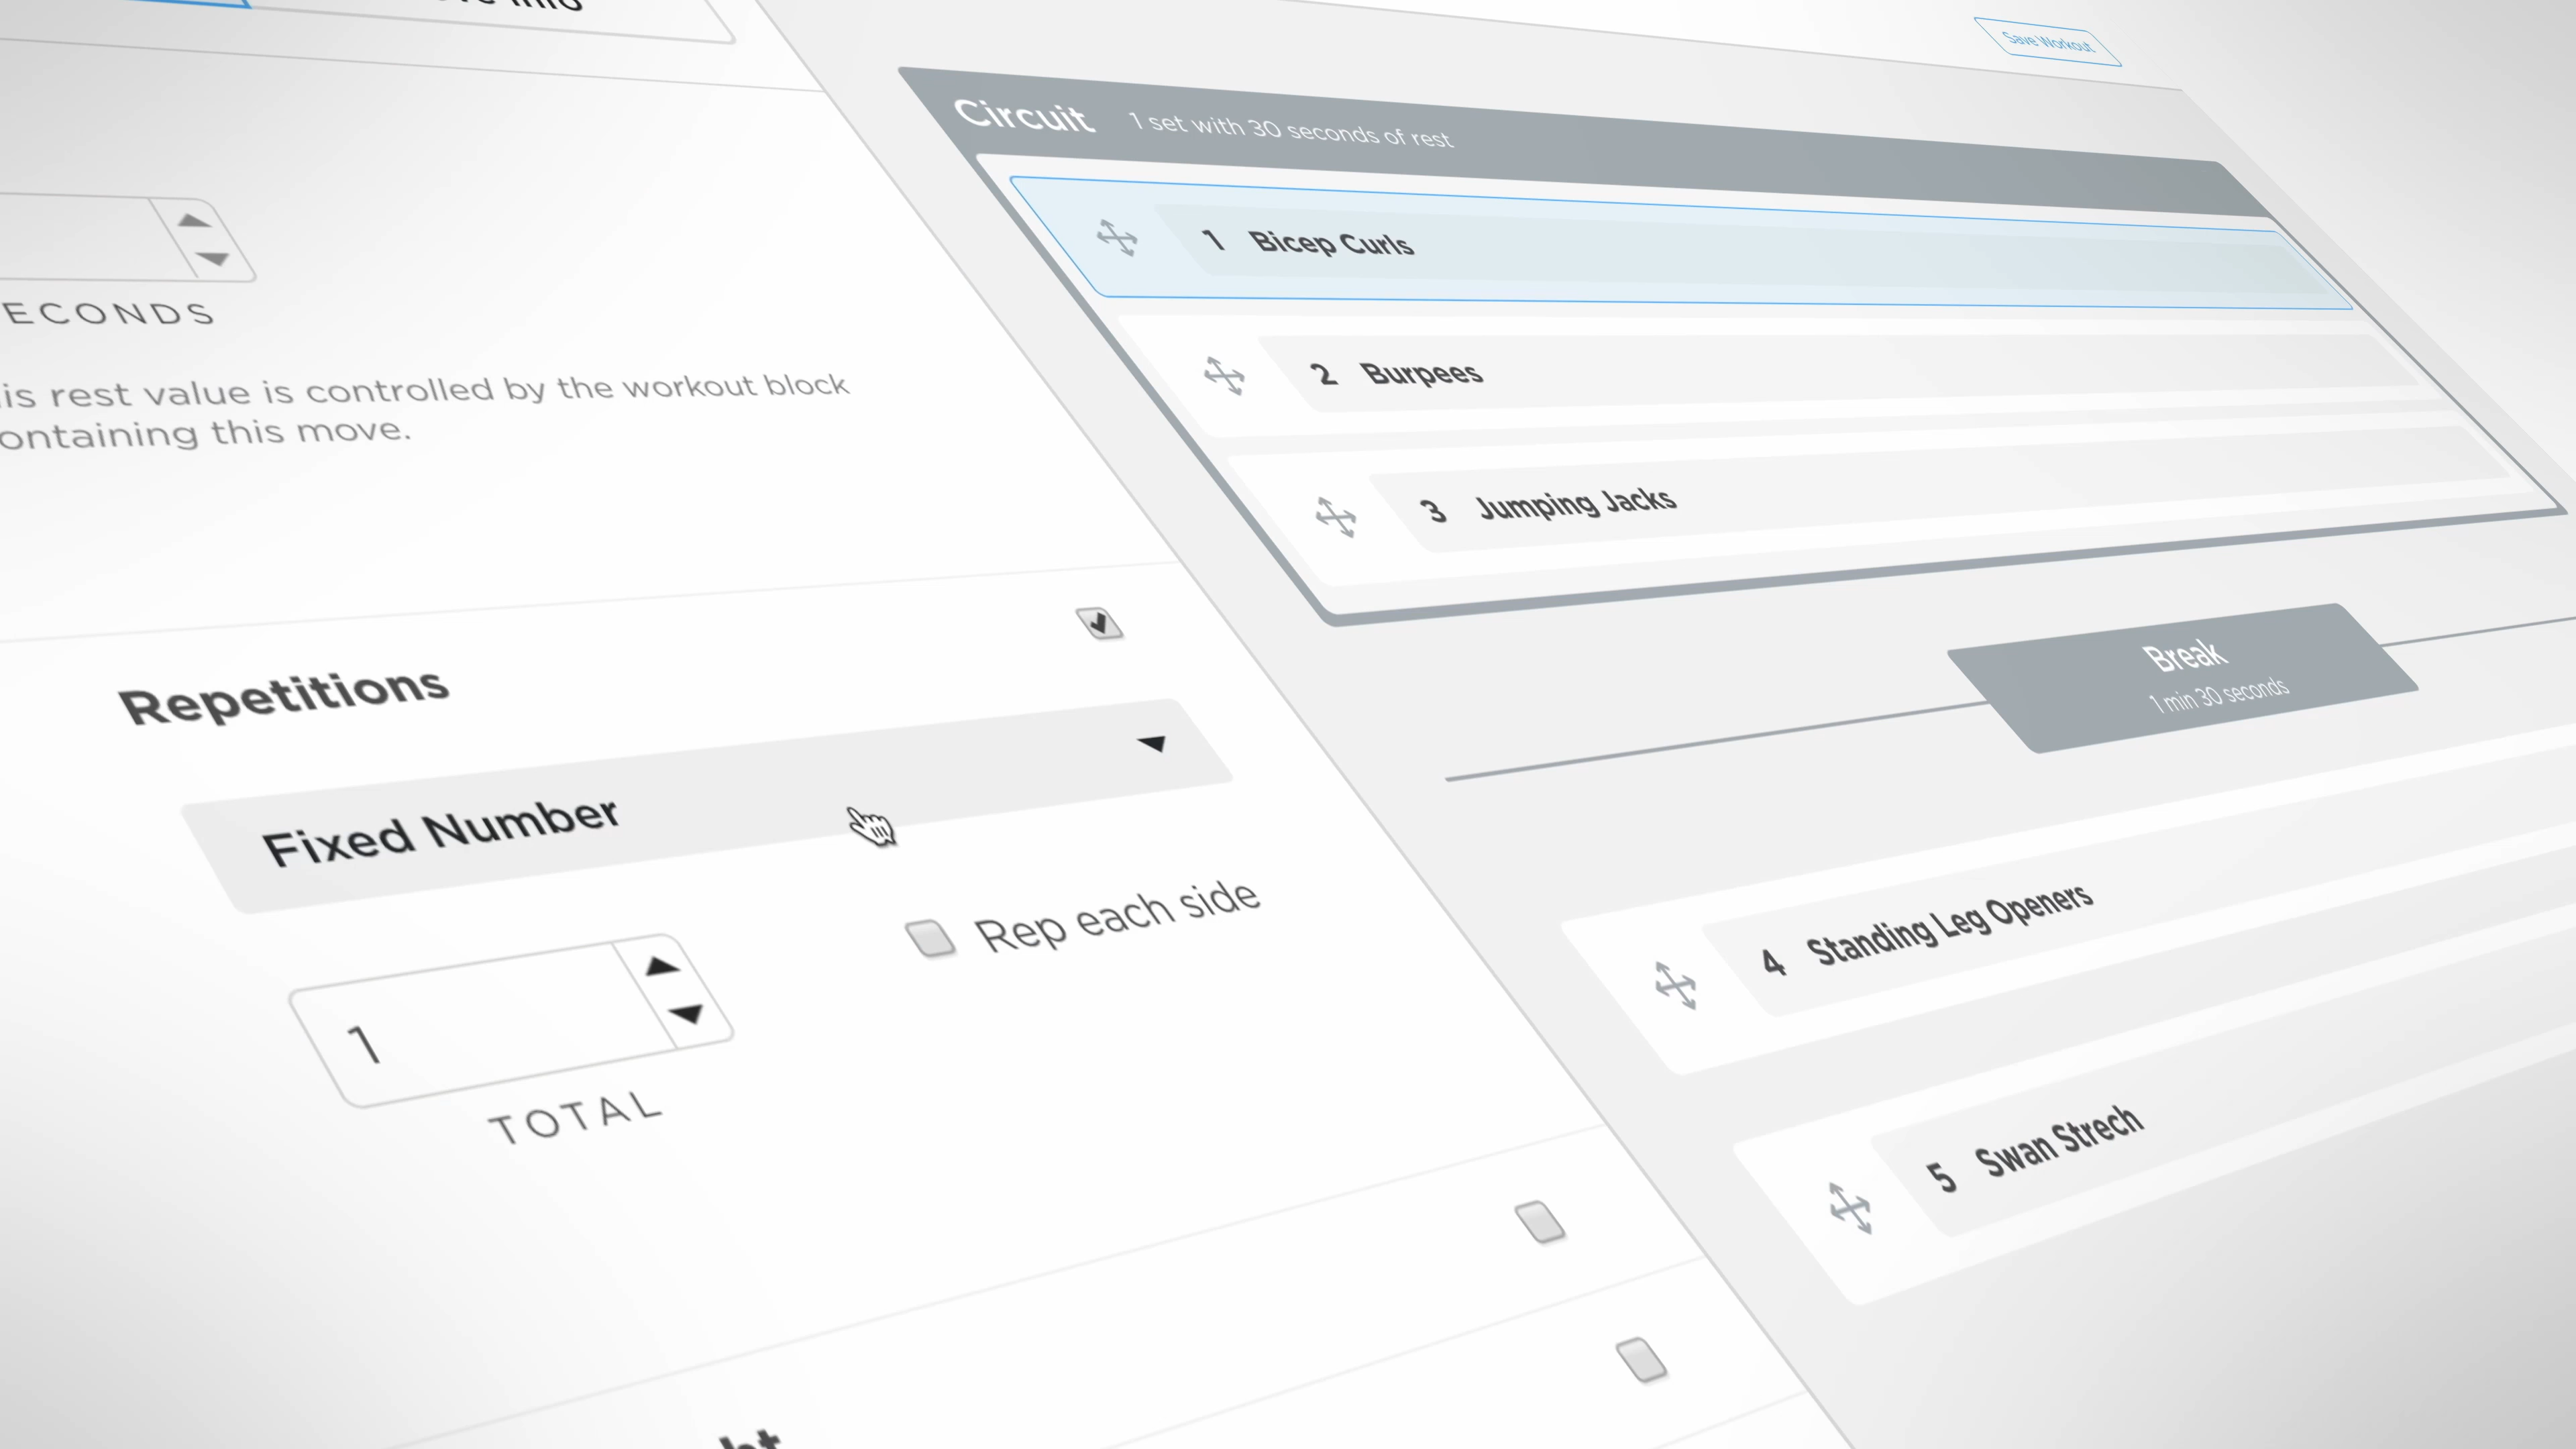 Save Workout
Circuit 1 set with 30 seconds of rest
1 Bicep Curls
2 Burpees
3 Jumping Jacks
Break
1 min 30 seconds
4 Standing Leg Openers
5 Swan Strech
ECONDS
is rest value is controlled by the workout block
ontaining this move.
Repetitions
Fixed Number
1
Rep each side
TOTAL